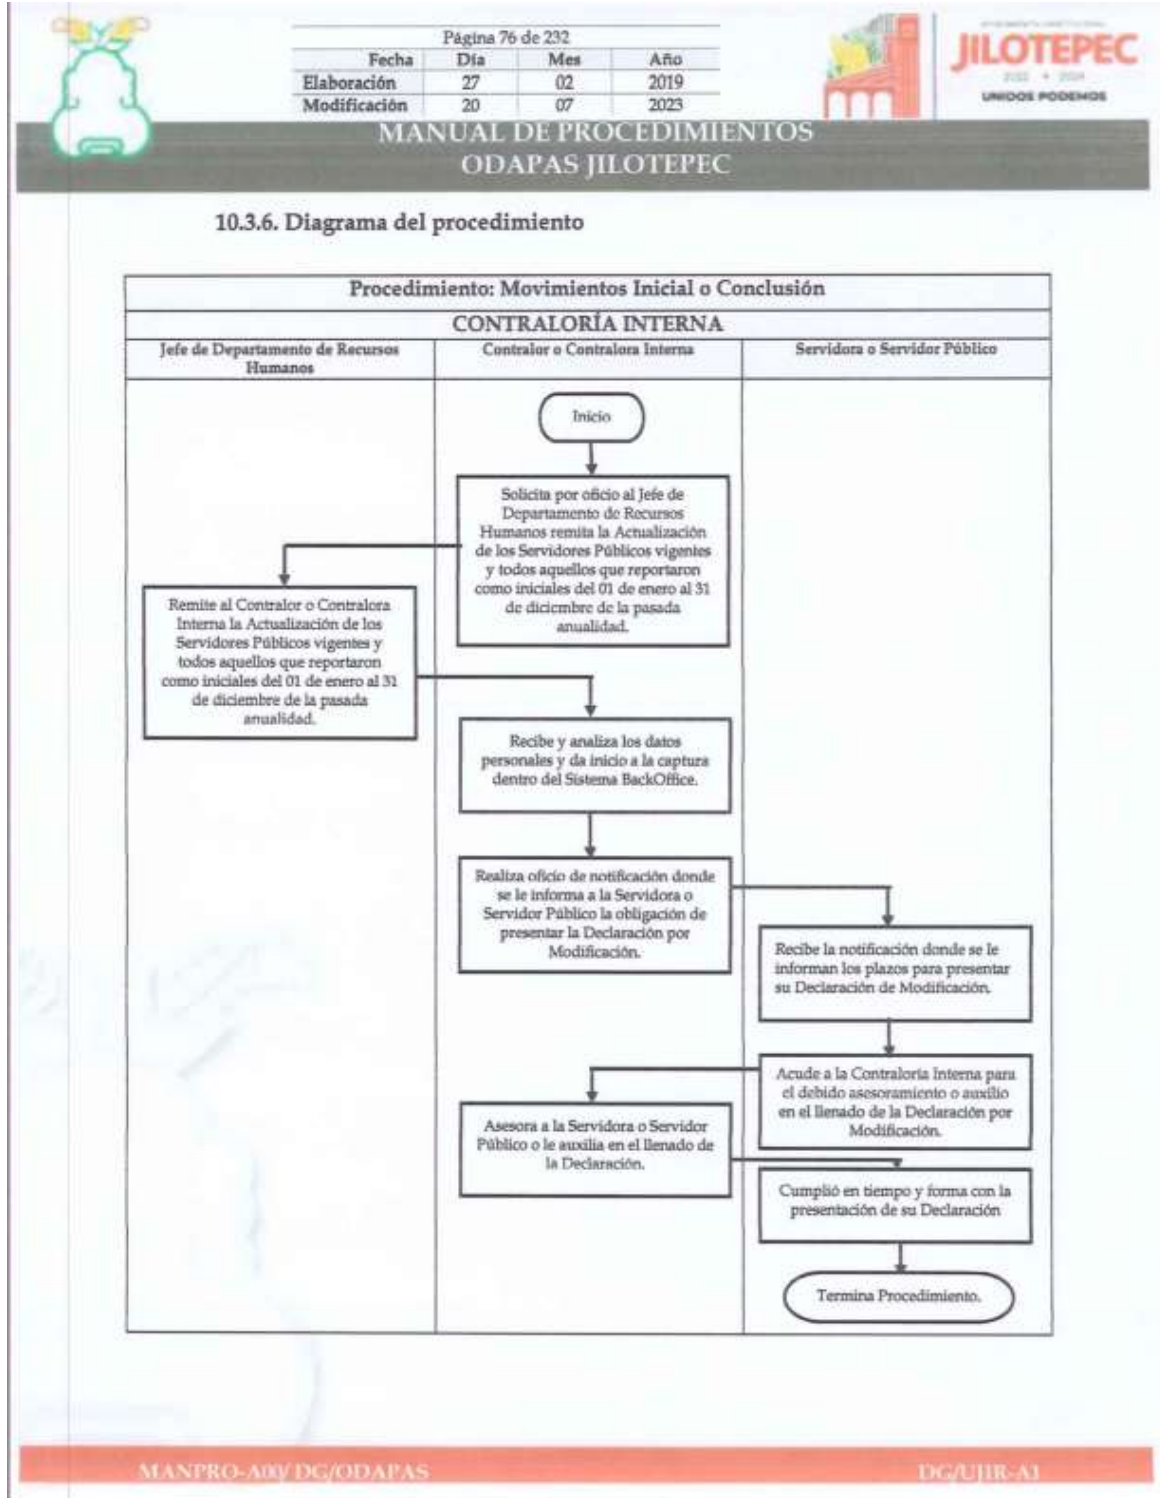 Página 76 de 232
Fecha Día Mes Año
Elaboración 27 02 2019
Modificación 20 07 2023
JILOTEPEC
UNIDOS PODEMOS
MANUAL DE PROCEDIMIENTOS
ODAPAS JILOTEPEC
10.3.6. Diagrama del procedimiento
Procedimiento: Movimientos Inicial o Conclusión
CONTRALORÍA INTERNA
Jefe de Departamento de Recursos
Humanos
Contralor o Contralora Interna
Servidora o Servidor Público
Inicio
Solicita por oficio al Jefe de
Departamento de Recursos
Humanos remita la Actualización
de los Servidores Públicos vigentes
y todos aquellos que reportaron
como iniciales del 01 de enero al 31
de diciembre de la pasada
anualidad.
Remite al Contralor o Contralora
Interna la Actualización de los
Servidores Públicos vigentes y
todos aquellos que reportaron
como iniciales del 01 de enero al 31
de diciembre de la pasada
anualidad.
Recibe y analiza los datos
personales y da inicio a la captura
dentro del Sistema BackOffice.
Realiza oficio de notificación donde
se le informa a la Servidora o
Servidor Público la obligación de
presentar la Declaración por
Modificación.
Recibe la notificación donde se le
informan los plazos para presentar
su Declaración de Modificación.
Acude a la Contraloría Interna para
el debido asesoramiento o auxilio
en el llenado de la Declaración por
Modificación.
Asesora a la Servidora o Servidor
Público o le auxilia en el llenado de
la Declaración.
Cumplió en tiempo y forma con la
presentación de su Declaración
Termina Procedimiento.
MANPRO-A00/ DG/ODAPAS
DG/UJIR-A1